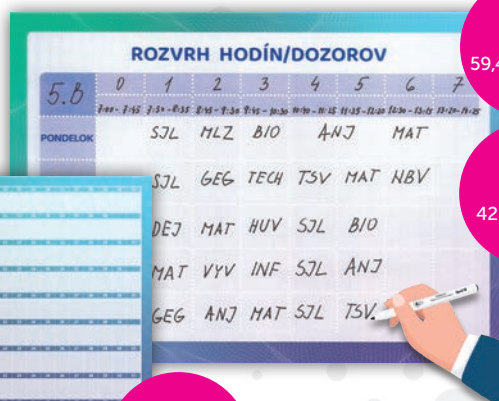 ROZVRH HODÍN/DOZOROV
5.B 0 1 2 3 4 5 6 7
7:00 - 7:45 7:50 - 8:35 8:45 - 9:30 9:45 - 10:30 10:40 - 11:25 11:35 - 12:20 12:30 - 13:15 13:20 - 14:05
PONDELOK SJL MLZ BIO ANJ MAT
SJL GEG TECH TSV MAT NBV
DEJ MAT HUV SJL BIO
MAT VYV INF SJL ANJ
GEG ANJ MAT SJL TSV
59,4
42